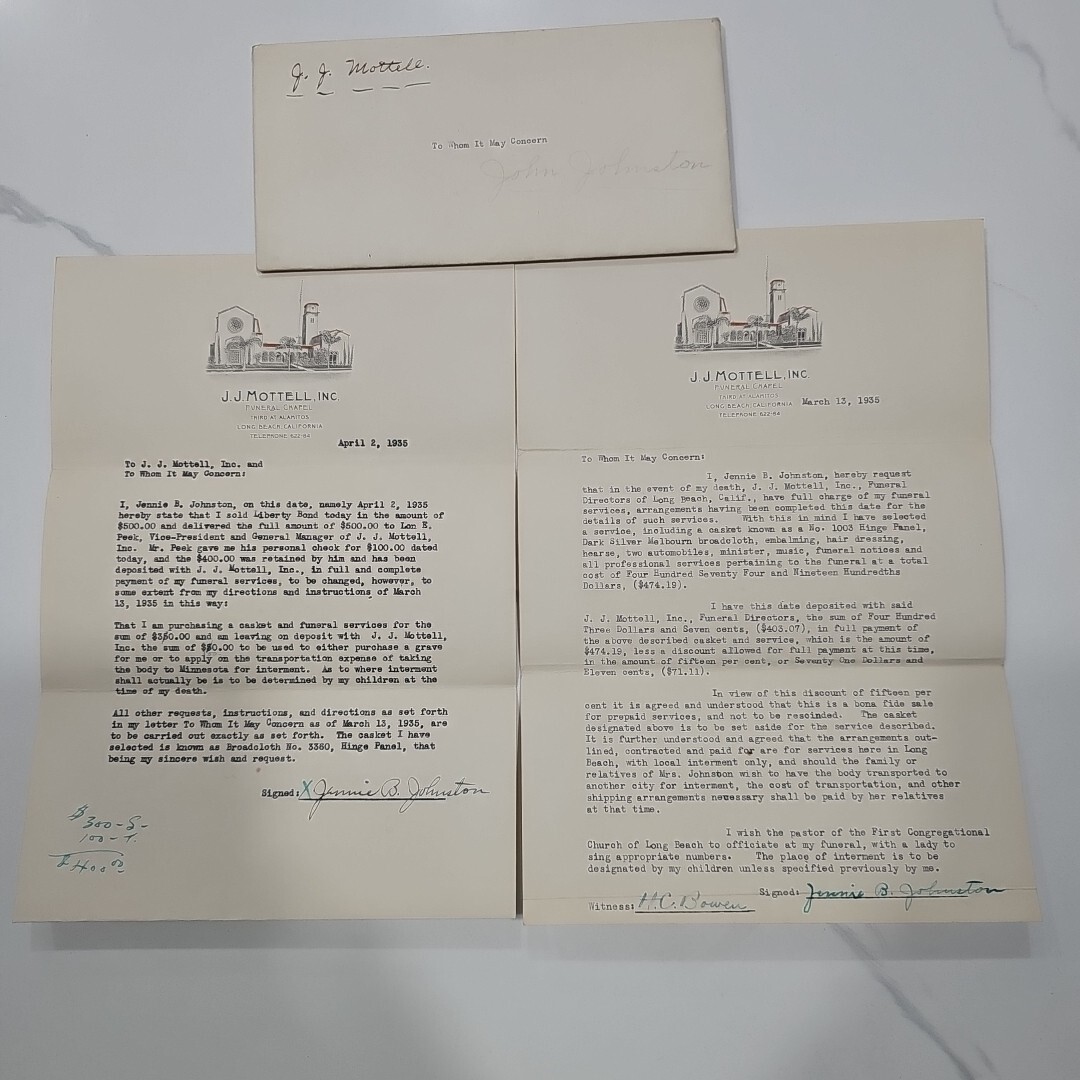 J. J. Mottell.
To Whom It May Concern
John Johnston
J.J. MOTTELL, INC.
FUNERAL CHAPEL
THIRD AT ALAMITOS
LONG BEACH, CALIFORNIA
TELEPHONE 622-84
April 2, 1935
To J. J. Mottell, Inc. and
To Whom It May Concern:
I, Jennie B. Johnston, on this date, namely April 2, 1935
hereby state that I sold Liberty Bond today in the amount of
$500.00 and delivered the full amount of $500.00 to Lon E.
Peek, Vice-President and General Manager of J. J. Mottell,
Inc. Mr. Peek gave me his personal check for $100.00 dated
today, and the $400.00 was retained by him and has been
deposited with J. J. Mottell, Inc., in full and complete
payment of my funeral services, to be changed, however, to
some extent from my directions and instructions of March
13, 1935 in this way:
That I am purchasing a casket and funeral services for the
sum of and am leaving on deposit with J. J. Mottell,
Inc. the sum of to be used to either purchase a grave
for me or to apply on the transportation expense of taking
the body to Minnesota for interment. As to where interment
shall actually be is to be determined by my children at the
time of my death.
All other requests, instructions, and directions as set forth
in my letter To Whom It May Concern as of March 13, 1935, are
to be carried out exactly as set forth. The casket I have
selected is known as Broadcloth No. 3360, Hinge Panel, that
being my sincere wish and request.
Signed: X Jennie B. Johnston
$300-S-
100-T.
$400.00
J.J. MOTTELL, INC.
FUNERAL CHAPEL
THIRD AT ALAMITOS
LONG BEACH, CALIFORNIA
TELEPHONE 622-84
March 13, 1935
To Whom It May Concern:
I, Jennie B. Johnston, hereby request
that in the event of my death, J. J. Mottell, Inc., Funeral
Directors of Long Beach, Calif., have full charge of my funeral
services, arrangements having been completed this date for the
details of such services. With this in mind I have selected
a service, including a casket known as a No. 1003 Hinge Panel,
Dark Silver Melbourn broadcloth, embalming, hair dressing,
hearse, two automobiles, minister, music, funeral notices and
all professional services pertaining to the funeral at a total
cost of Four Hundred Seventy Four and Nineteen Hundredths
Dollars, ($474.19).
I have this date deposited with said
J. J. Mottell, Inc., Funeral Directors, the sum of Four Hundred
Three Dollars and Seven cents, ($403.07), in full payment of
the above described casket and service, which is the amount of
$474.19, less a discount allowed for full payment at this time,
in the amount of fifteen per cent, or Seventy One Dollars and
Eleven cents, ($71.11).
In view of this discount of fifteen per
cent it is agreed and understood that this is a bona fide sale
for prepaid services, and not to be rescinded. The casket
designated above is to be set aside for the service described.
It is further understood and agreed that the arrangements out-
lined, contracted and paid for are for services here in Long
Beach, with local interment only, and should the family or
relatives of Mrs. Johnston wish to have the body transported to
another city for interment, the cost of transportation, and other
shipping arrangements necessary shall be paid by her relatives
at that time.
I wish the pastor of the First Congregational
Church of Long Beach to officiate at my funeral, with a lady to
sing appropriate numbers. The place of interment is to be
designated by my children unless specified previously by me.
Signed: Jennie B. Johnston
Witness: H.C. Bowen